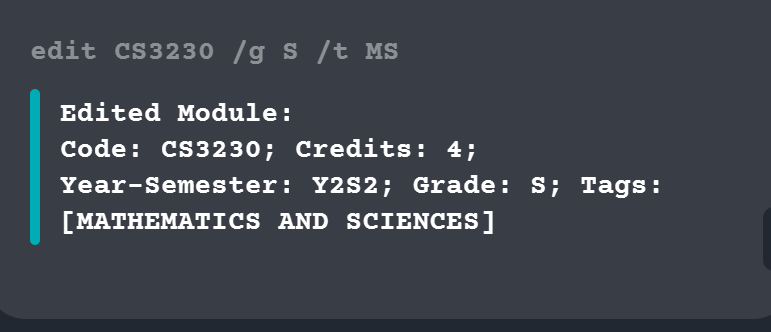 edit CS3230 /g S /t MS
Edited Module:
Code: CS3230; Credits: 4;
Year-Semester: Y2S2; Grade: S; Tags:
[MATHEMATICS AND SCIENCES]